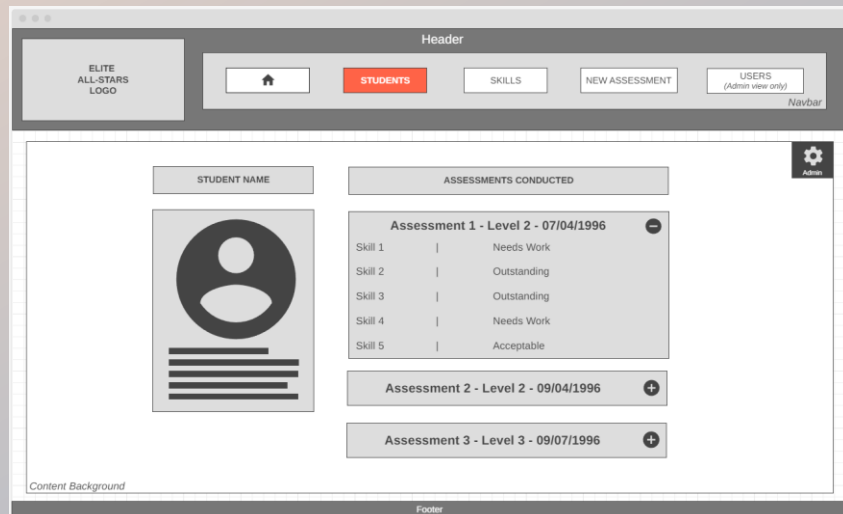 Header
ELITE
ALL-STARS
LOGO
STUDENTS
SKILLS
NEW ASSESSMENT
USERS
(Admin view only)
Navbar
Admin
STUDENT NAME
ASSESSMENTS CONDUCTED
Assessment 1 - Level 2 - 07/04/1996
Skill 1 | Needs Work
Skill 2 | Outstanding
Skill 3 | Outstanding
Skill 4 | Needs Work
Skill 5 | Acceptable
Assessment 2 - Level 2 - 09/04/1996
Assessment 3 - Level 3 - 09/07/1996
Content Background
Footer